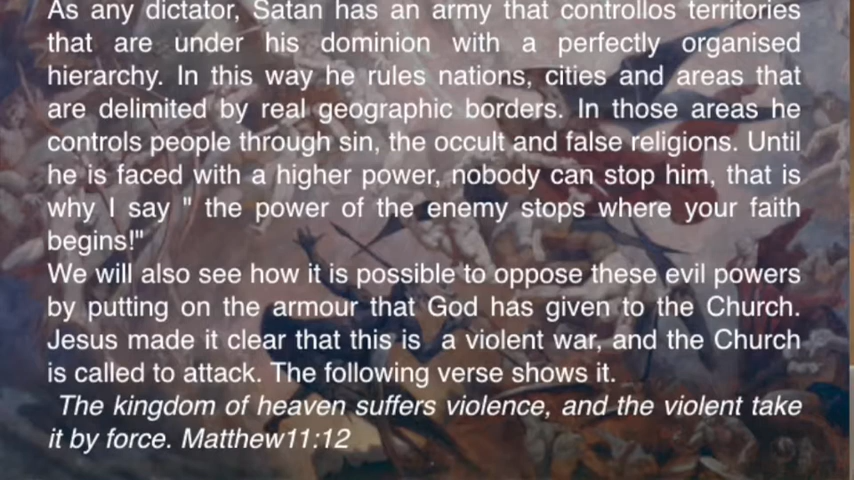 As any dictator, Satan has an army that controllos territories
that are under his dominion with a perfectly organised
hierarchy. In this way he rules nations, cities and areas that
are delimited by real geographic borders. In those areas he
controls people through sin, the occult and false religions. Until
he is faced with a higher power, nobody can stop him, that is
why I say " the power of the enemy stops where your faith
begins!"
We will also see how it is possible to oppose these evil powers
by putting on the armour that God has given to the Church.
Jesus made it clear that this is  a violent war, and the Church
is called to attack. The following verse shows it.
The kingdom of heaven suffers violence, and the violent take
it by force. Matthew11:12